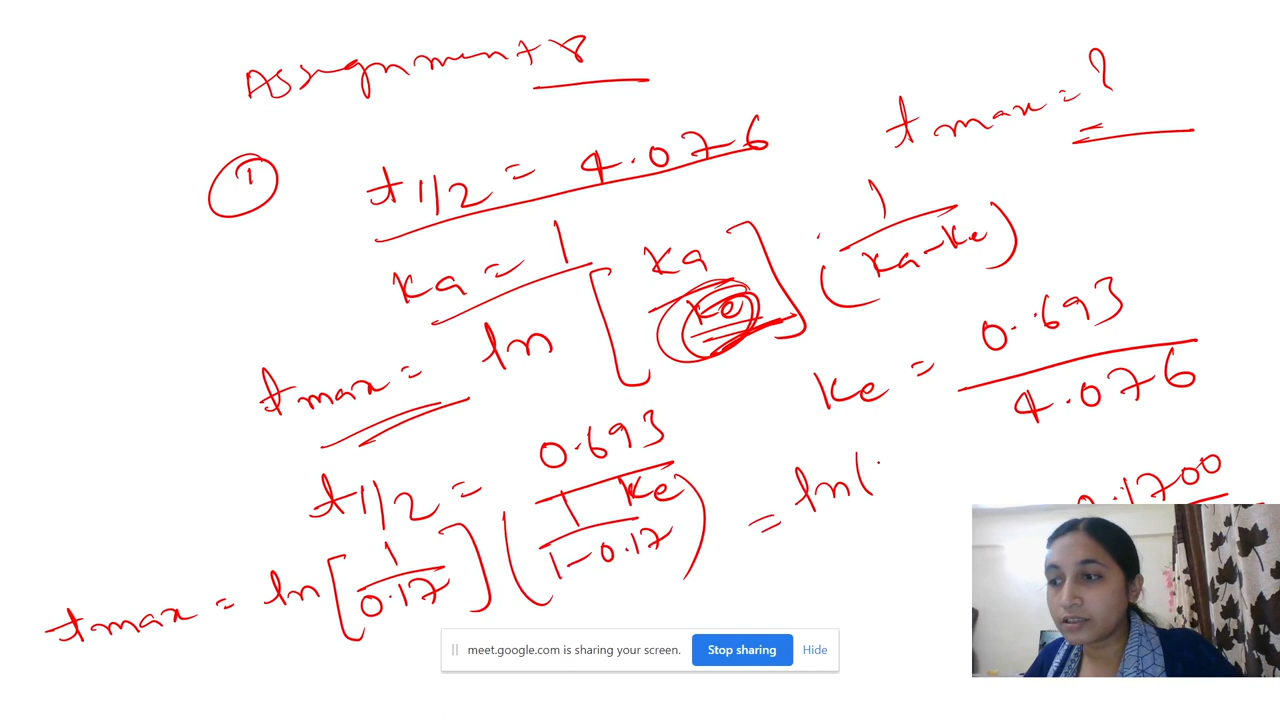 Assignment 8
tmax = ?
①
t1/2 = 4.076
ka = 1
tmax = ln [ka/ke] (1/(ka-ke))
ke = 0.693/4.076
t1/2 = 0.693/ke
0.1700
tmax = ln [1/0.17] (1/1-0.17) = ln(
meet.google.com is sharing your screen.
Stop sharing
Hide